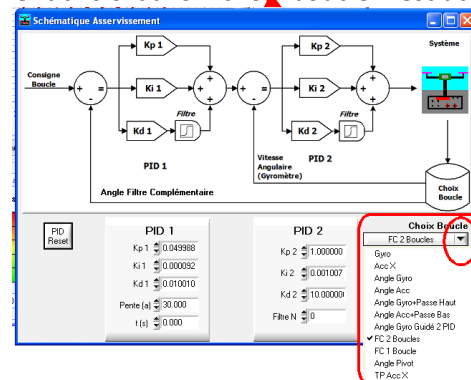 Schématique Asservissement
Système
Consigne
Boucle
Kp 1
Ki 1
Kd 1
Filtre
PID 1
Kp 2
Ki 2
Kd 2
Filtre
PID 2
Vitesse
Angulaire
(Gyromètre)
Angle Filtre Complémentaire
Choix
Boucle
PID
Reset
PID 1
Kp 1 0.049988
Ki 1 0.000092
Kd 1 0.010010
Pente (a) 30.000
t (s) 0.000
PID 2
Kp 2 1.000000
Ki 2 0.001007
Kd 2 10.00000
Filtre N 0
Choix Boucle
FC 2 Boucles
Gyro
Acc X
Angle Gyro
Angle Acc
Angle Gyro+Passe Haut
Angle Acc+Passe Bas
Angle Gyro Guidé 2 PID
✓ FC 2 Boucles
FC 1 Boucle
Angle Pivot
TP Acc X